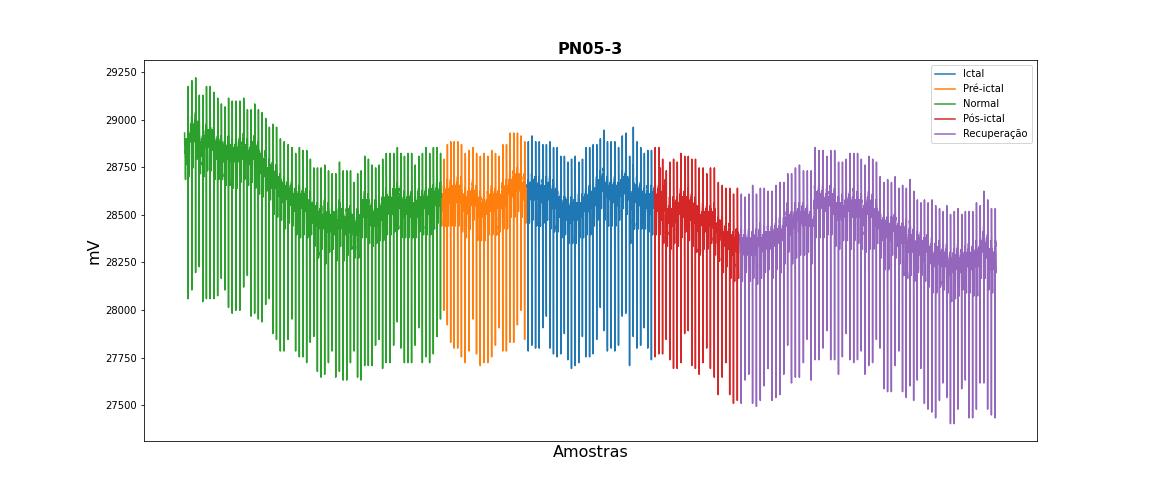 PN05-3
29250
29000
28750
28500
28250
28000
27750
27500
mV
Amostras
Ictal
Pré-ictal
Normal
Pós-ictal
Recuperação